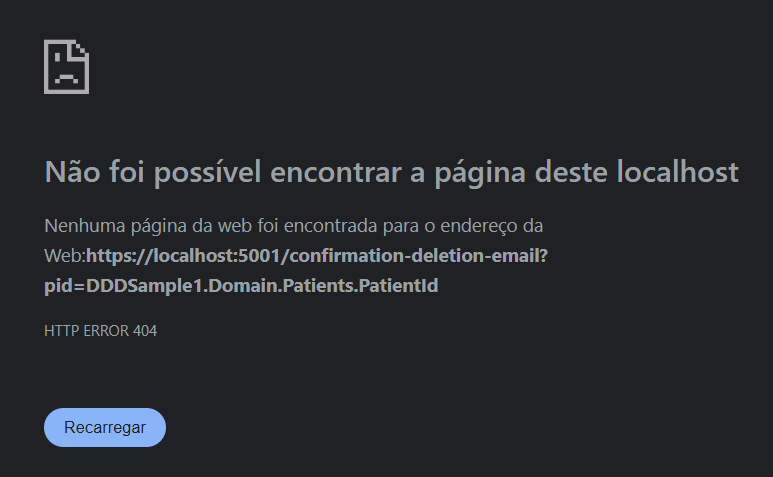 Não foi possível encontrar a página deste localhost
Nenhuma página da web foi encontrada para o endereço da
Web:https://localhost:5001/confirmation-deletion-email?
pid=DDDSample1.Domain.Patients.PatientId
HTTP ERROR 404
Recarregar